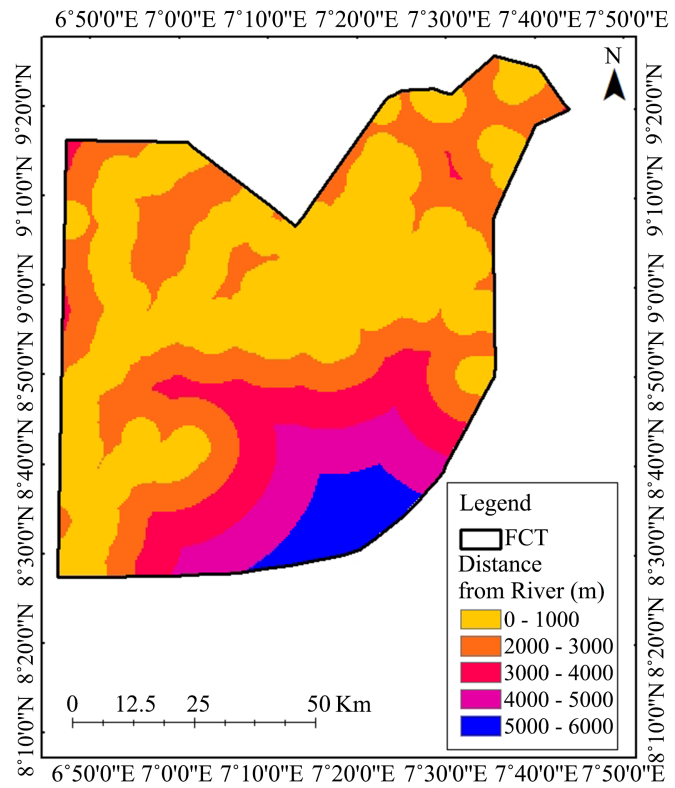 6°50'0"E 7°0'0"E 7°10'0"E 7°20'0"E 7°30'0"E 7°40'0"E 7°50'0"E
N
9°20'0"N 9°20'0"N
9°10'0"N 9°10'0"N
9°0'0"N 9°0'0"N
8°50'0"N 8°50'0"N
8°40'0"N 8°40'0"N
8°30'0"N 8°30'0"N
8°20'0"N 8°20'0"N
8°10'0"N 8°10'0"N
Legend
FCT
Distance
from River (m)
0 - 1000
2000 - 3000
3000 - 4000
4000 - 5000
5000 - 6000
0 12.5 25 50 Km
6°50'0"E 7°0'0"E 7°10'0"E 7°20'0"E 7°30'0"E 7°40'0"E 7°50'0"E